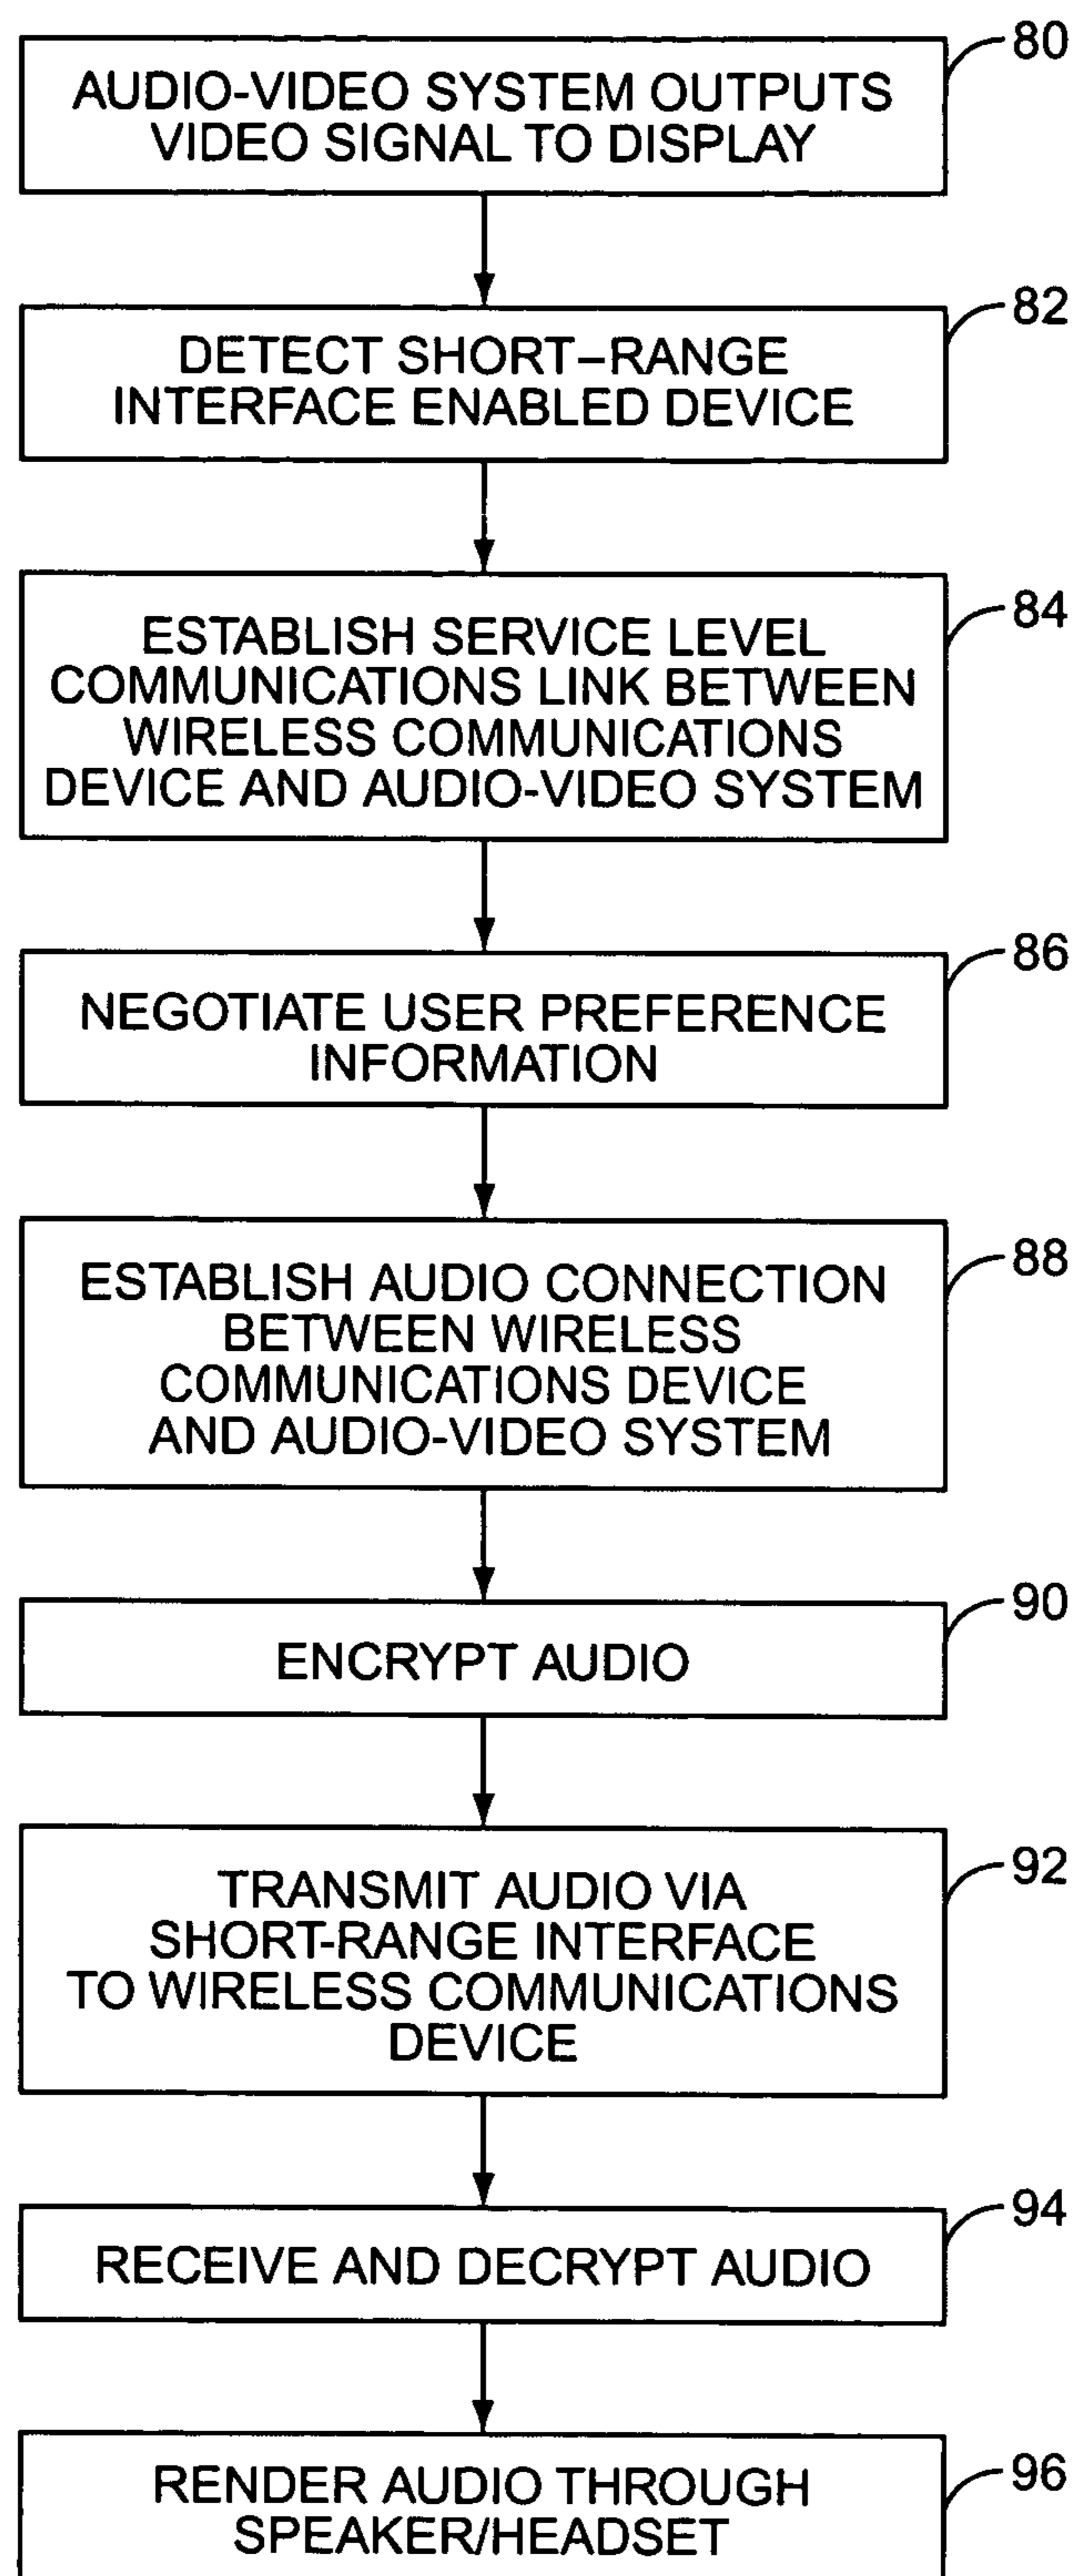 80
AUDIO-VIDEO SYSTEM OUTPUTS
VIDEO SIGNAL TO DISPLAY
82
DETECT SHORT–RANGE
INTERFACE ENABLED DEVICE
84
ESTABLISH SERVICE LEVEL
COMMUNICATIONS LINK BETWEEN
WIRELESS COMMUNICATIONS
DEVICE AND AUDIO-VIDEO SYSTEM
86
NEGOTIATE USER PREFERENCE
INFORMATION
88
ESTABLISH AUDIO CONNECTION
BETWEEN WIRELESS
COMMUNICATIONS DEVICE
AND AUDIO-VIDEO SYSTEM
90
ENCRYPT AUDIO
92
TRANSMIT AUDIO VIA
SHORT-RANGE INTERFACE
TO WIRELESS COMMUNICATIONS
DEVICE
94
RECEIVE AND DECRYPT AUDIO
96
RENDER AUDIO THROUGH
SPEAKER/HEADSET